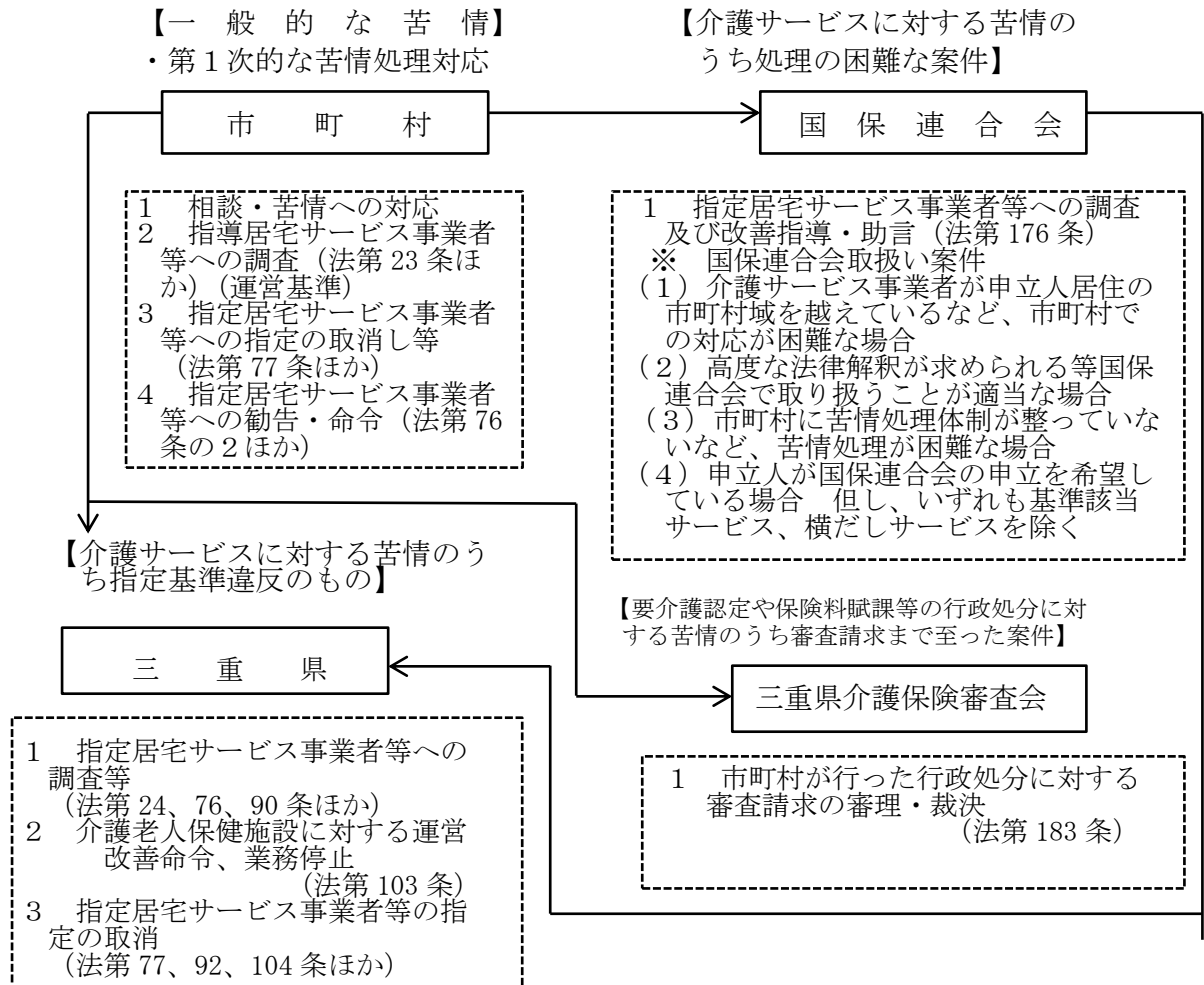 【一般的な苦情】
・第１次的な苦情処理対応
市町村
１　相談・苦情への対応
２　指導居宅サービス事業者
等への調査（法第 23 条ほ
か）（運営基準）
３　指定居宅サービス事業者
等への指定の取消し等
（法第 77 条ほか）
４　指定居宅サービス事業者
等への勧告・命令（法第 76
条の２ほか）
【介護サービスに対する苦情の
うち処理の困難な案件】
国保連合会
１　指定居宅サービス事業者等への調査
及び改善指導・助言（法第 176 条）
※　国保連合会取扱い案件
（１）介護サービス事業者が申立人居住の
市町村域を越えているなど、市町村で
の対応が困難な場合
（２）高度な法律解釈が求められる等国保
連合会で取り扱うことが適当な場合
（３）市町村に苦情処理体制が整っていな
いなど、苦情処理が困難な場合
（４）申立人が国保連合会の申立を希望し
ている場合　但し、いずれも基準該当
サービス、横だしサービスを除く
【介護サービスに対する苦情のう
ち指定基準違反のもの】
三重県
１　指定居宅サービス事業者等への
調査等
（法第 24、76、90 条ほか）
２　介護老人保健施設に対する運営
改善命令、業務停止
（法第 103 条）
３　指定居宅サービス事業者等の指
定の取消
（法第 77、92、104 条ほか）
【要介護認定や保険料賦課等の行政処分に対
する苦情のうち審査請求まで至った案件】
三重県介護保険審査会
１　市町村が行った行政処分に対する
審査請求の審理・裁決
（法第 183 条）